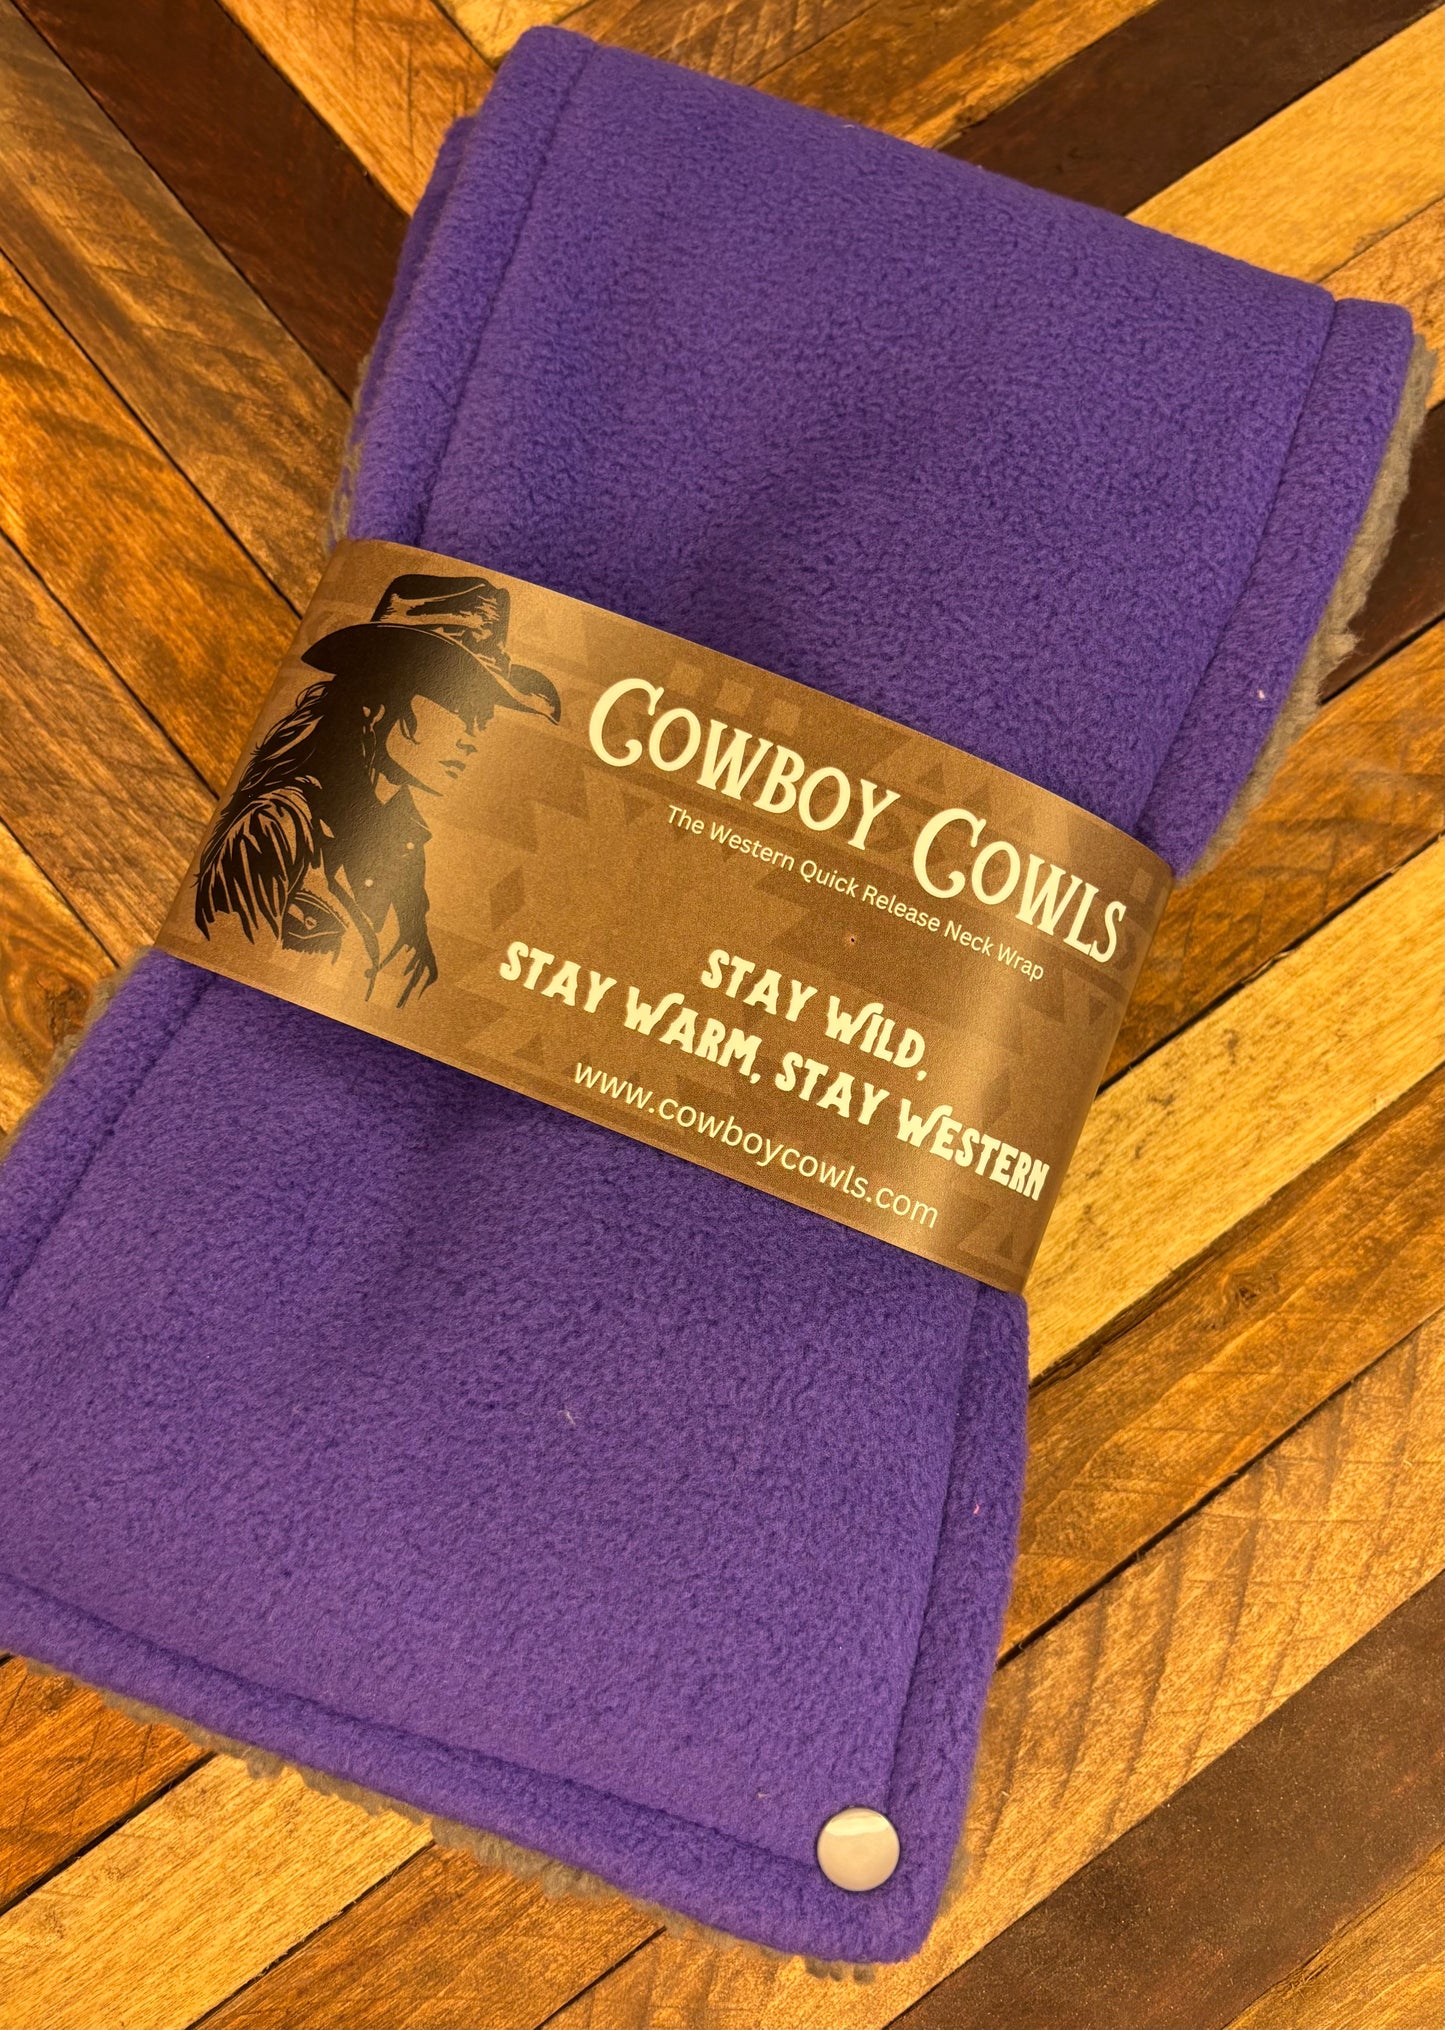 COWBOY COWLS
The Western Quick Release Neck Wrap
STAY WILD,
STAY WARM, STAY WESTERN
www.cowboycowls.com